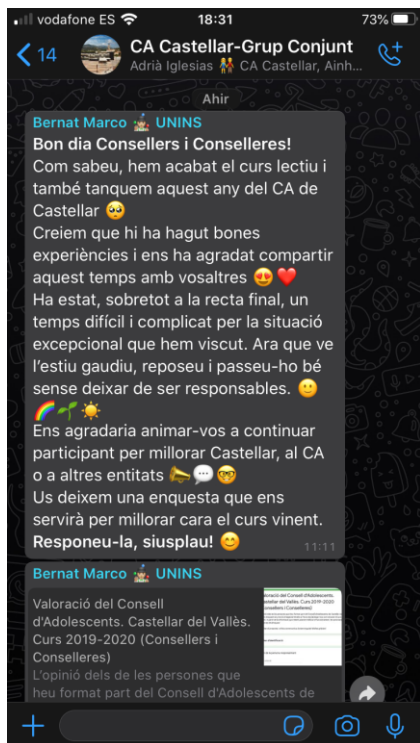 vodafone ES 18:31 73%
14 CA Castellar-Grup Conjunt
Adrià Iglesias 👫 CA Castellar, Ainh...
Ahir
Bernat Marco UNINS
Bon dia Consellers i Conselleres!
Com sabeu, hem acabat el curs lectiu i
també tanquem aquest any del CA de
Castellar 🥺
Creiem que hi ha hagut bones
experiències i ens ha agradat compartir
aquest temps amb vosaltres 😍❤️
Ha estat, sobretot a la recta final, un
temps difícil i complicat per la situació
excepcional que hem viscut. Ara que ve
l'estiu gaudiu, reposeu i passeu-ho bé
sense deixar de ser responsables. 🙂
🌈🌱☀️
Ens agradaria animar-vos a continuar
participant per millorar Castellar, al CA
o a altres entitats 📣💬🤓
Us deixem una enquesta que ens
servirà per millorar cara el curs vinent.
Responeu-la, siusplau! 😊 11:11
Bernat Marco UNINS
Valoració del Consell
d'Adolescents. Castellar del Vallès.
Curs 2019-2020 (Consellers i
Conselleres)
L'opinió dels de les persones que
heu format part del Consell d'Adolescents de